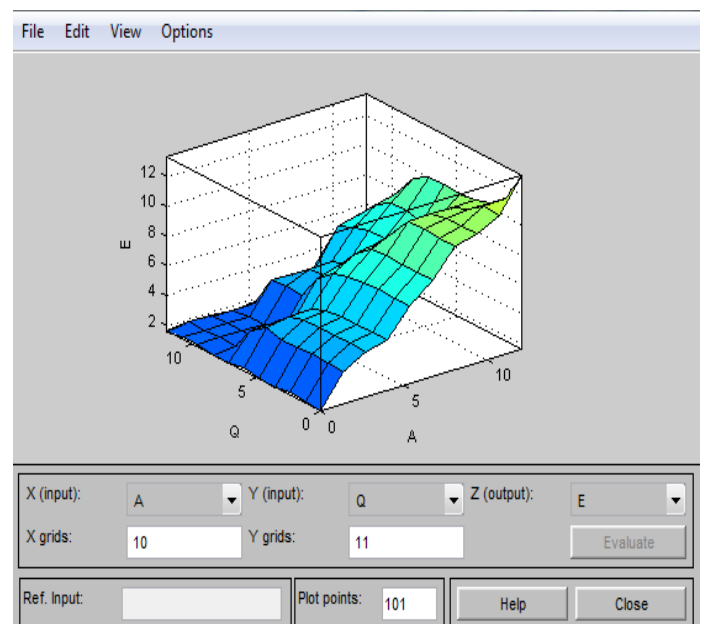 File Edit View Options
12
10
8
6
4
2
E
10
5
0
Q
0
5
10
A
X (input): A Y (input): Q Z (output): E
X grids: 10 Y grids: 11 Evaluate
Ref. Input: Plot points: 101 Help Close